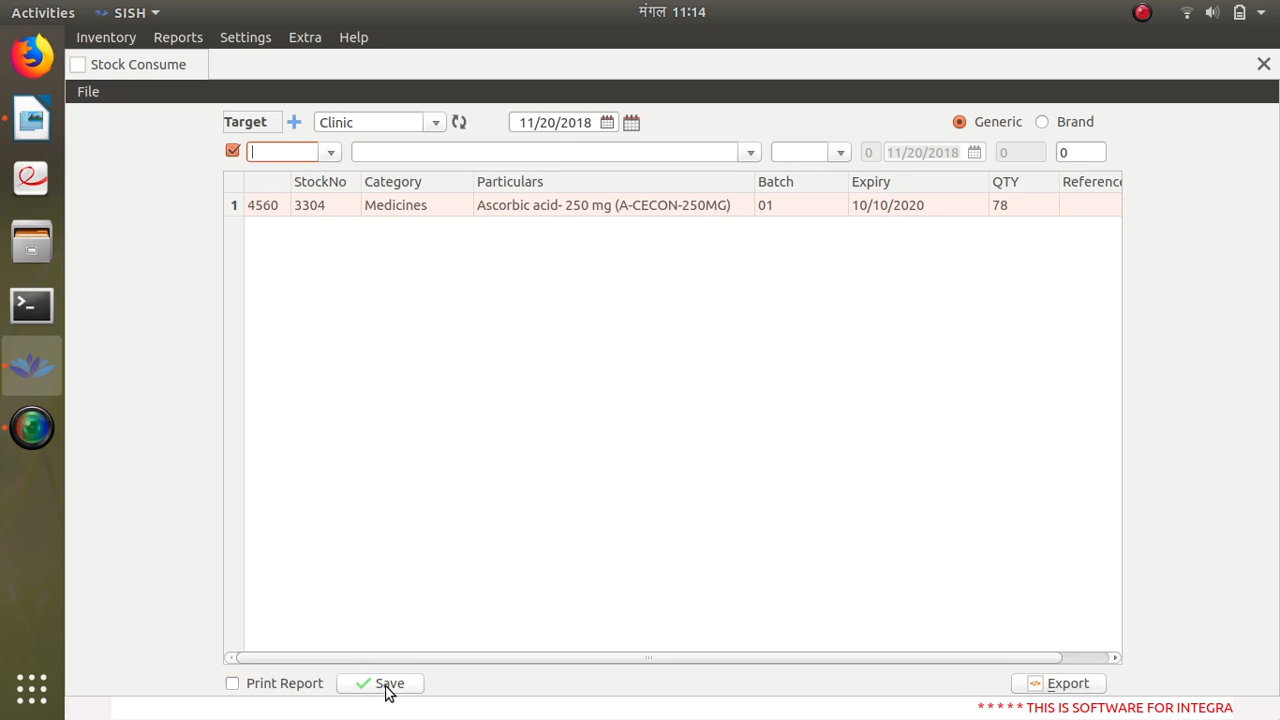 Activities SISH मंगल 11:14
Inventory Reports Settings Extra Help
Stock Consume
File
Target Clinic 11/20/2018 Generic Brand
0 11/20/2018 0 0
StockNo Category Particulars Batch Expiry QTY Reference
1 4560 3304 Medicines Ascorbic acid- 250 mg (A-CECON-250MG) 01 10/10/2020 78
Print Report Save Export
* * * * * THIS IS SOFTWARE FOR INTEGRA